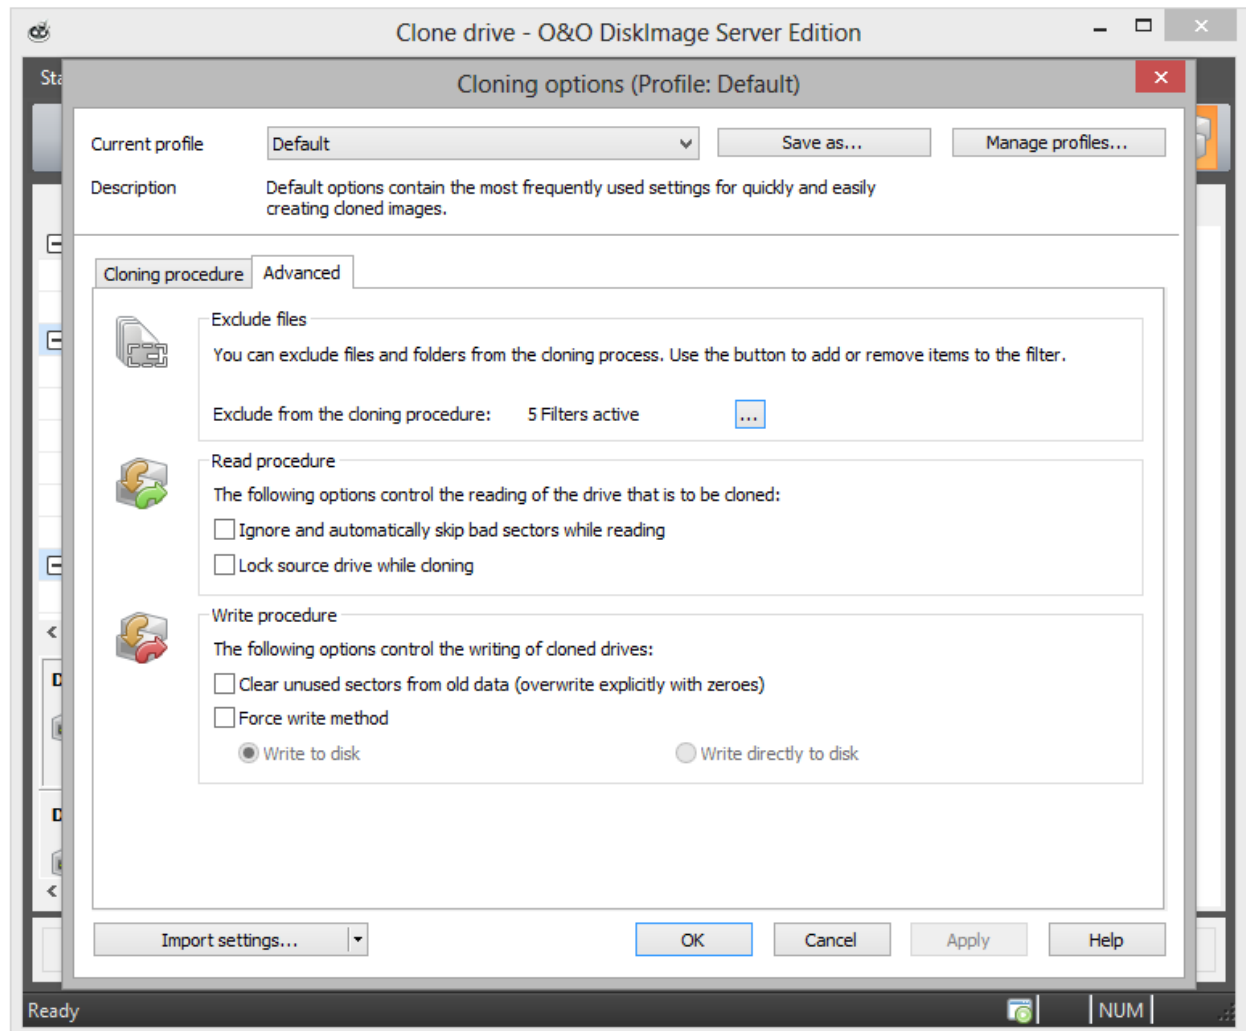 Clone drive - O&O DiskImage Server Edition
Cloning options (Profile: Default)
Current profile
Default
Save as...
Manage profiles...
Description
Default options contain the most frequently used settings for quickly and easily
creating cloned images.
Cloning procedure
Advanced
Exclude files
You can exclude files and folders from the cloning process. Use the button to add or remove items to the filter.
Exclude from the cloning procedure:
5 Filters active
...
Read procedure
The following options control the reading of the drive that is to be cloned:
Ignore and automatically skip bad sectors while reading
Lock source drive while cloning
Write procedure
The following options control the writing of cloned drives:
Clear unused sectors from old data (overwrite explicitly with zeroes)
Force write method
Write to disk
Write directly to disk
Import settings...
OK
Cancel
Apply
Help
Ready
NUM